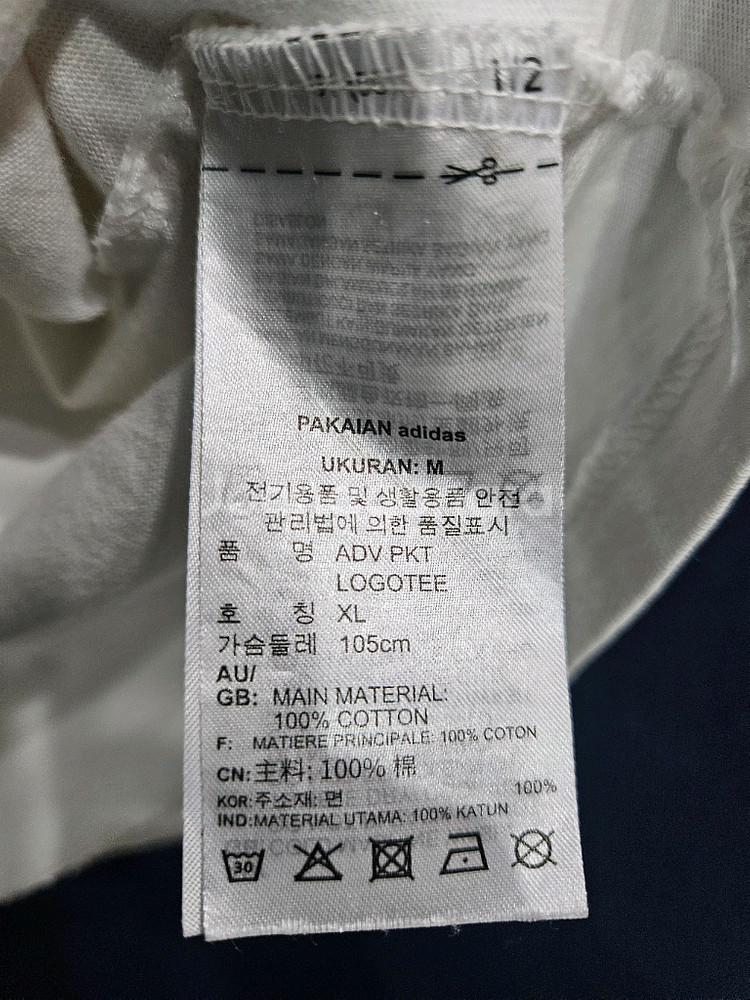 1/2
PAKAIAN adidas
UKURAN: M
전기용품 및 생활용품 안전
관리법에 의한 품질표시
품 명 ADV PKT
LOGOTEE
호 칭 XL
가슴둘레 105cm
AU/
GB: MAIN MATERIAL:
100% COTTON
F: MATIERE PRINCIPALE: 100% COTON
CN: 主料: 100% 棉
KOR: 주소재: 면 100%
IND: MATERIAL UTAMA: 100% KATUN
30